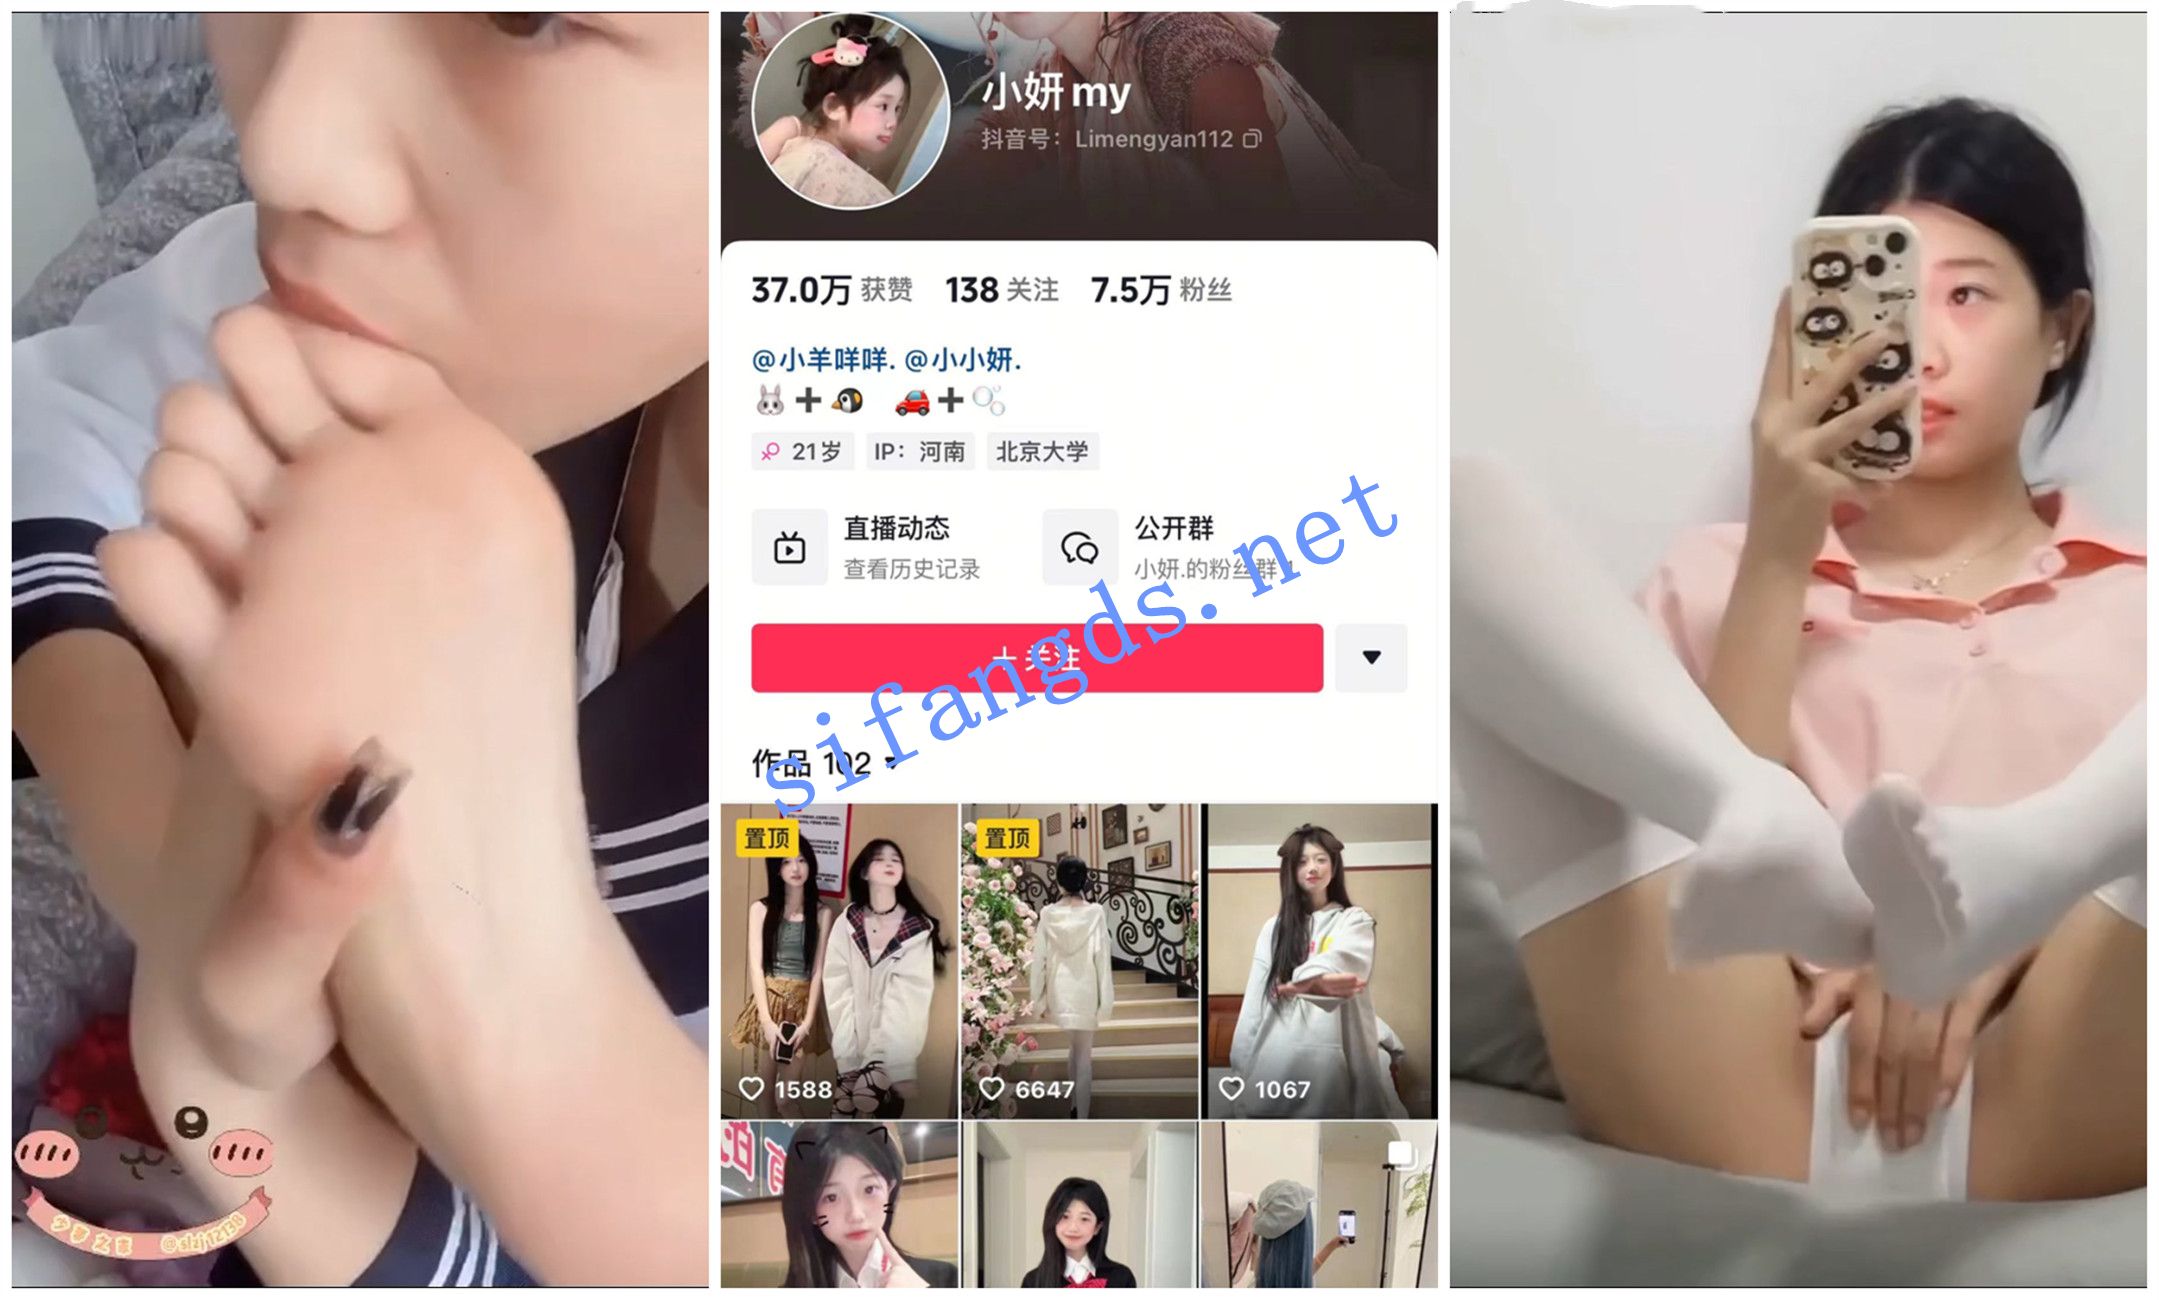 小妍my
抖音号：Limengyan112
37.0万 获赞 138 关注 7.5万 粉丝
@小羊咩咩. @小小妍.
21岁 IP：河南 北京大学
直播动态 公开群
查看历史记录 小妍.的粉丝群
关注
sifangds.net
作品 102
置顶 置顶
1588 6647 1067
@slzj1213